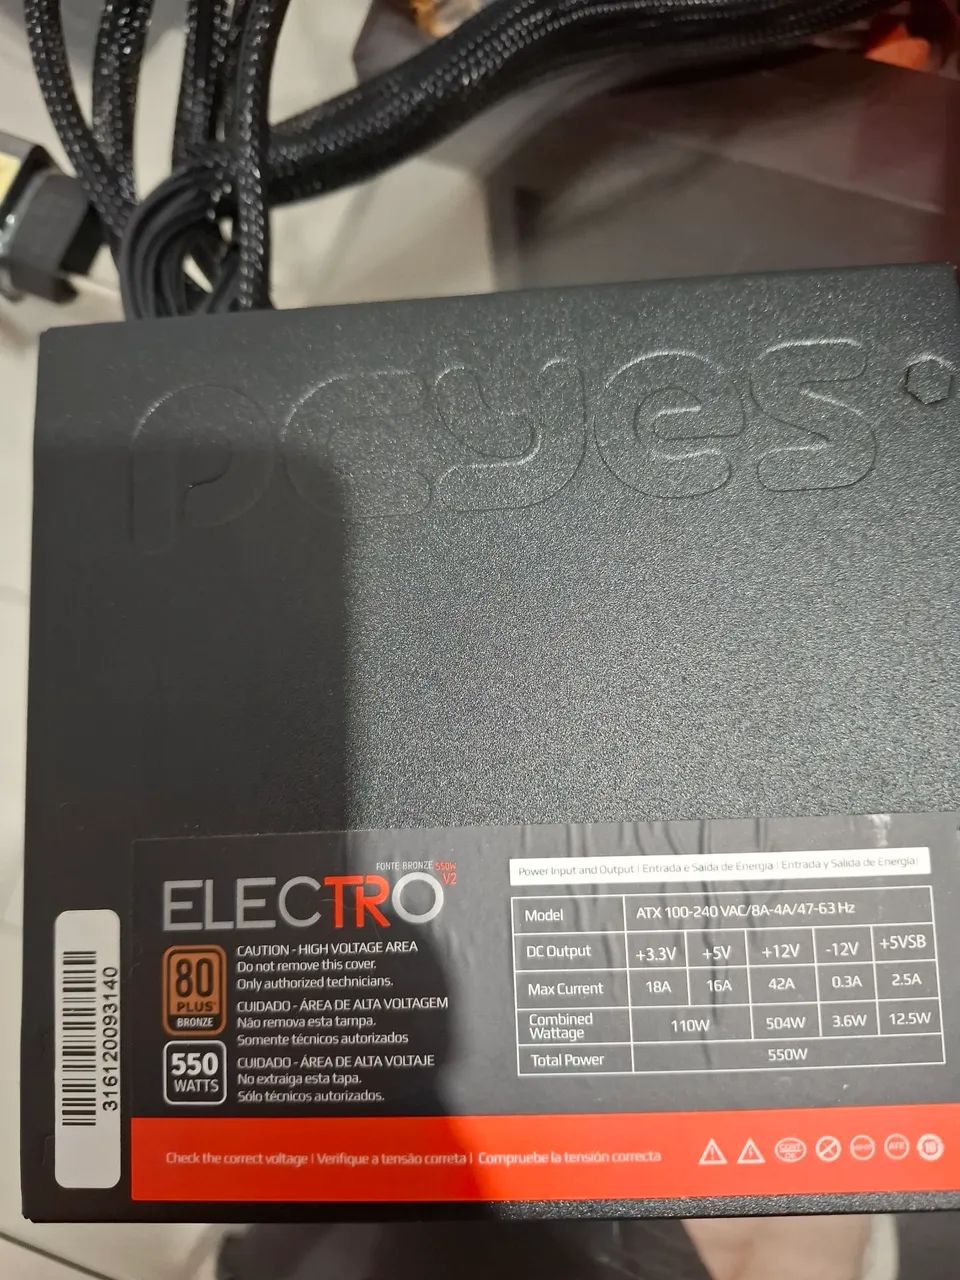 pcyes
FONTE BRONZE 550W
ELECTRO V2
80
PLUS
BRONZE
550
WATTS
CAUTION - HIGH VOLTAGE AREA
Do not remove this cover.
Only authorized technicians.
CUIDADO - ÁREA DE ALTA VOLTAGEM
Não remova esta tampa.
Somente técnicos autorizados
CUIDADO - ÁREA DE ALTA VOLTAJE
No extraiga esta tapa.
Sólo técnicos autorizados.
316120093140
Power Input and Output | Entrada e Saída de Energia | Entrada y Salida de Energía
Model ATX 100-240 VAC/8A-4A/47-63 Hz
DC Output +3.3V +5V +12V -12V +5VSB
Max Current 18A 16A 42A 0.3A 2.5A
Combined
Wattage 110W 504W 3.6W 12.5W
Total Power 550W
Check the correct voltage | Verifique a tensão correta | Compruebe la tensión correcta